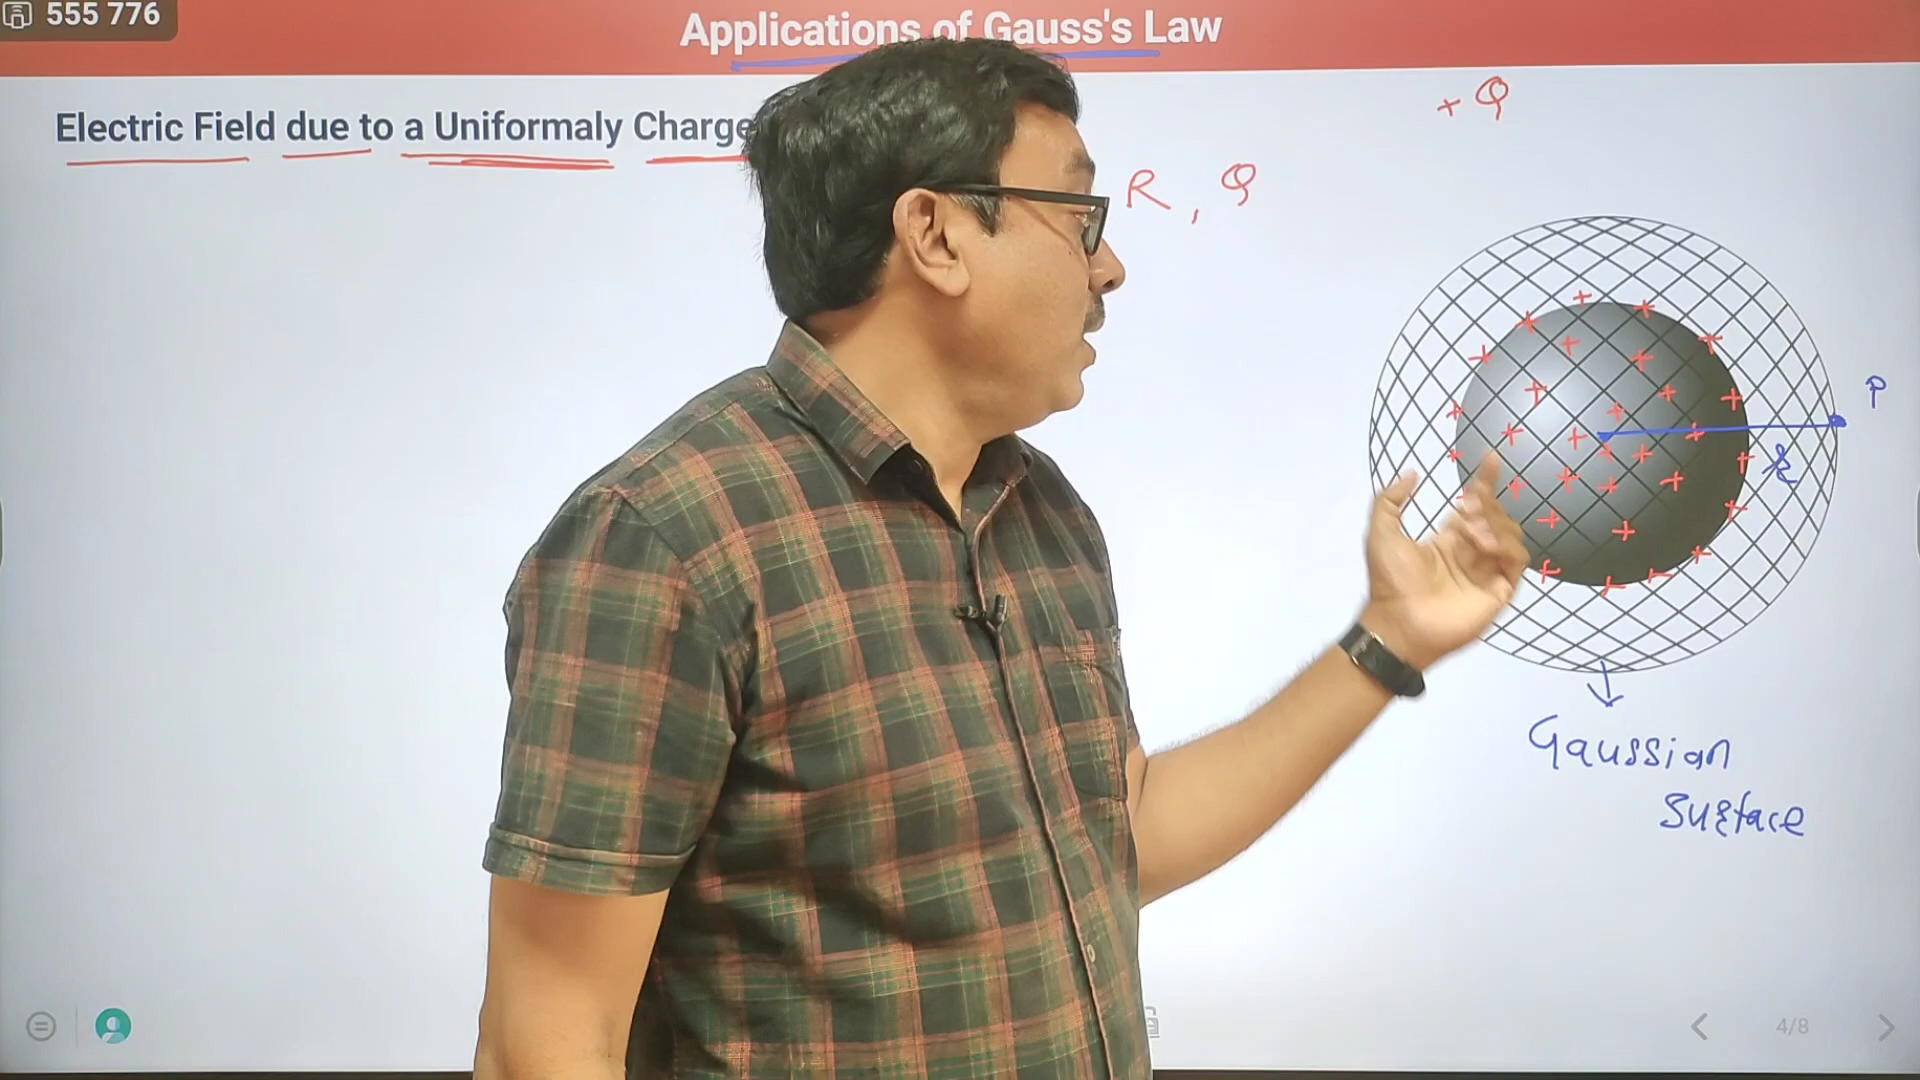 555 776
Applications of Gauss's Law
Electric Field due to a Uniformaly Charge
+ Q
R, Q
P
r
Gaussian
Surface
4/8